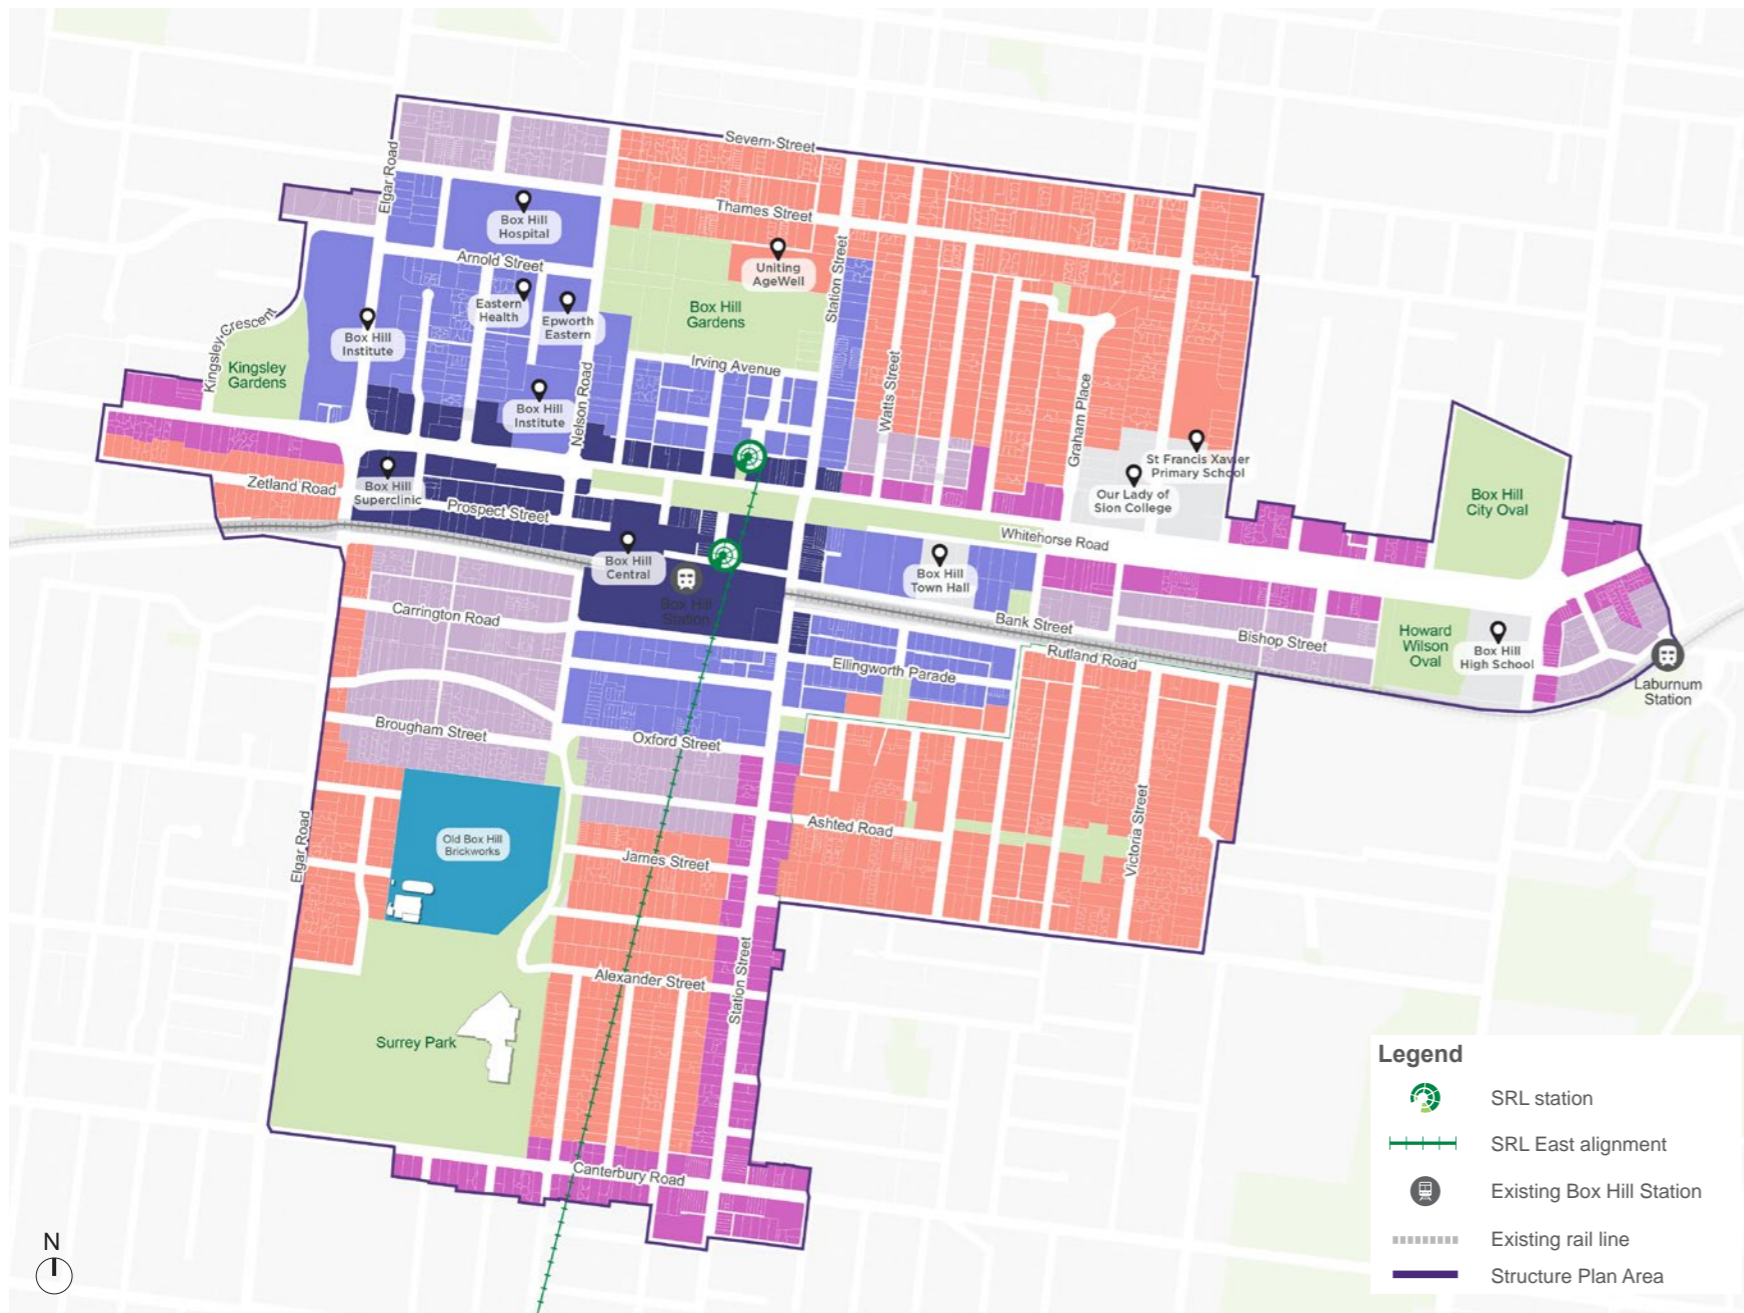 Severn Street
Elgar Road
Box Hill
Hospital
Thames Street
Arnold Street
Uniting
AgeWell
Station Street
Eastern
Health
Epworth
Eastern
Box Hill
Gardens
Kingsley Crescent
Box Hill
Institute
Kingsley
Gardens
Irving Avenue
Nelson Road
Watts Street
Graham Place
Box Hill
Institute
St Francis Xavier
Primary School
Our Lady of
Sion College
Box Hill
City Oval
Zetland Road
Box Hill
Superclinic
Prospect Street
Whitehorse Road
Box Hill
Central
Box Hill
Station
Box Hill
Town Hall
Carrington Road
Bank Street
Bishop Street
Howard
Wilson
Oval
Box Hill
High School
Rutland Road
Ellingworth Parade
Laburnum
Station
Brougham Street
Oxford Street
Old Box Hill
Brickworks
Elgar Road
Ashted Road
Victoria Street
James Street
Alexander Street
Station Street
Surrey Park
Canterbury Road
N
Legend
SRL station
SRL East alignment
Existing Box Hill Station
Existing rail line
Structure Plan Area